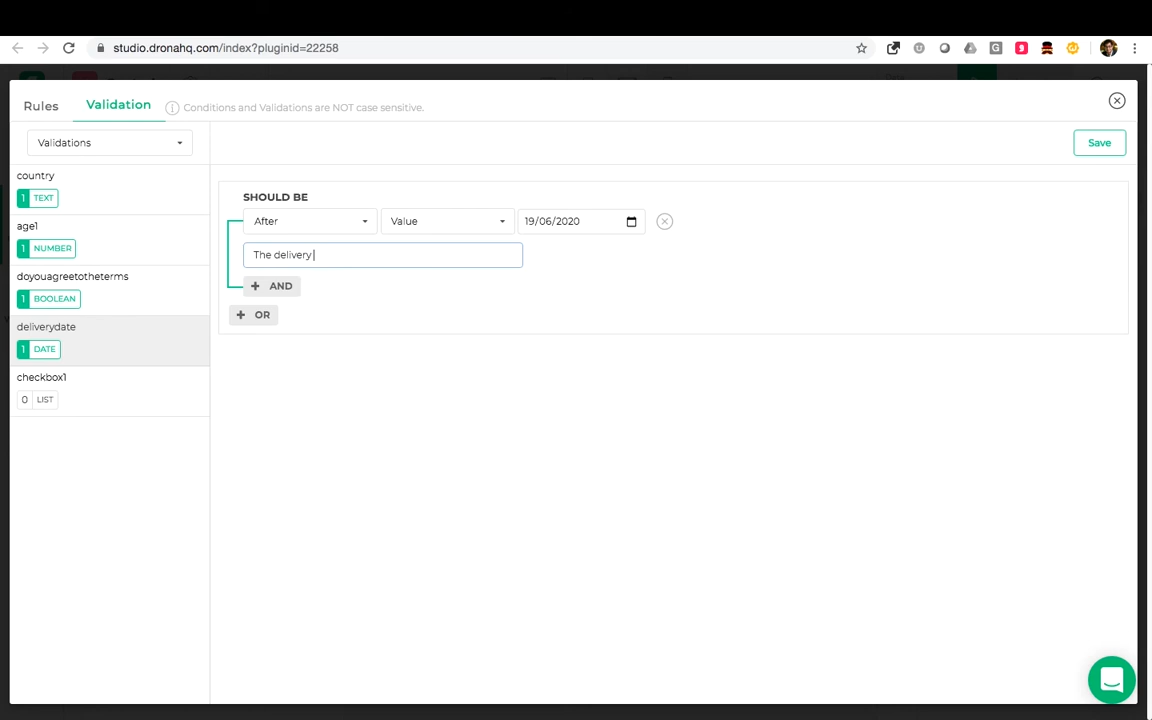 studio.dronahq.com/index?pluginid=22258
Rules
Validation
Conditions and Validations are NOT case sensitive.
Validations
Save
country
1 TEXT
age1
1 NUMBER
doyouagreetotheterms
1 BOOLEAN
deliverydate
1 DATE
checkbox1
0 LIST
SHOULD BE
After
Value
19/06/2020
The delivery
+ AND
+ OR